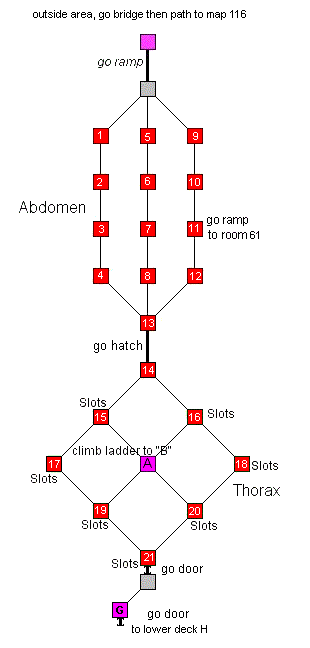 outside area, go bridge then path to map 116
go ramp
1 5 9
2 6 10
Abdomen
3 7 11
go ramp
to room 61
4 8 12
13
go hatch
14
Slots
15 16 Slots
climb ladder to "B"
17 A 18 Slots
Slots
Thorax
19 20
Slots Slots
21
Slots
go door
G
go door
to lower deck H